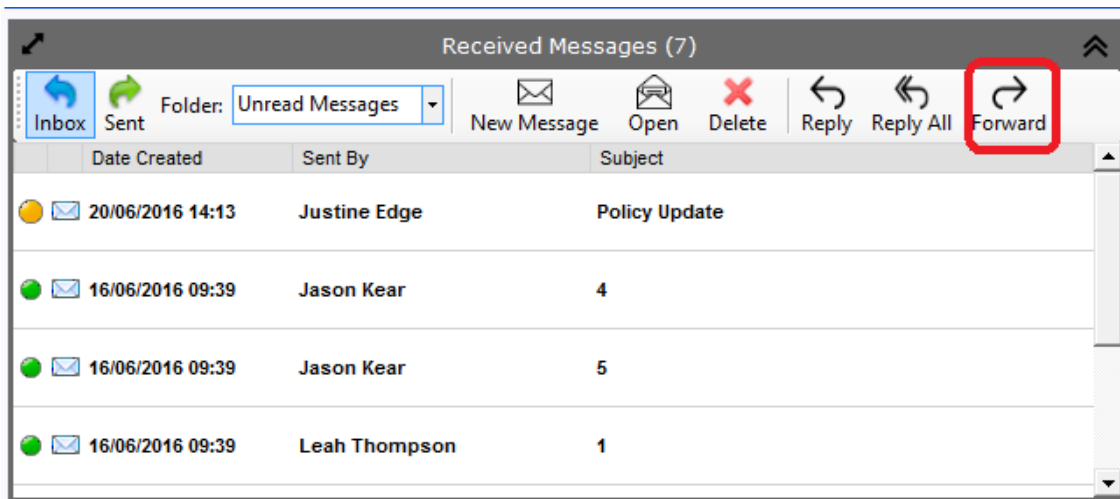 Received Messages (7)
Inbox Sent Folder: Unread Messages New Message Open Delete Reply Reply All Forward
Date Created Sent By Subject
20/06/2016 14:13 Justine Edge Policy Update
16/06/2016 09:39 Jason Kear 4
16/06/2016 09:39 Jason Kear 5
16/06/2016 09:39 Leah Thompson 1